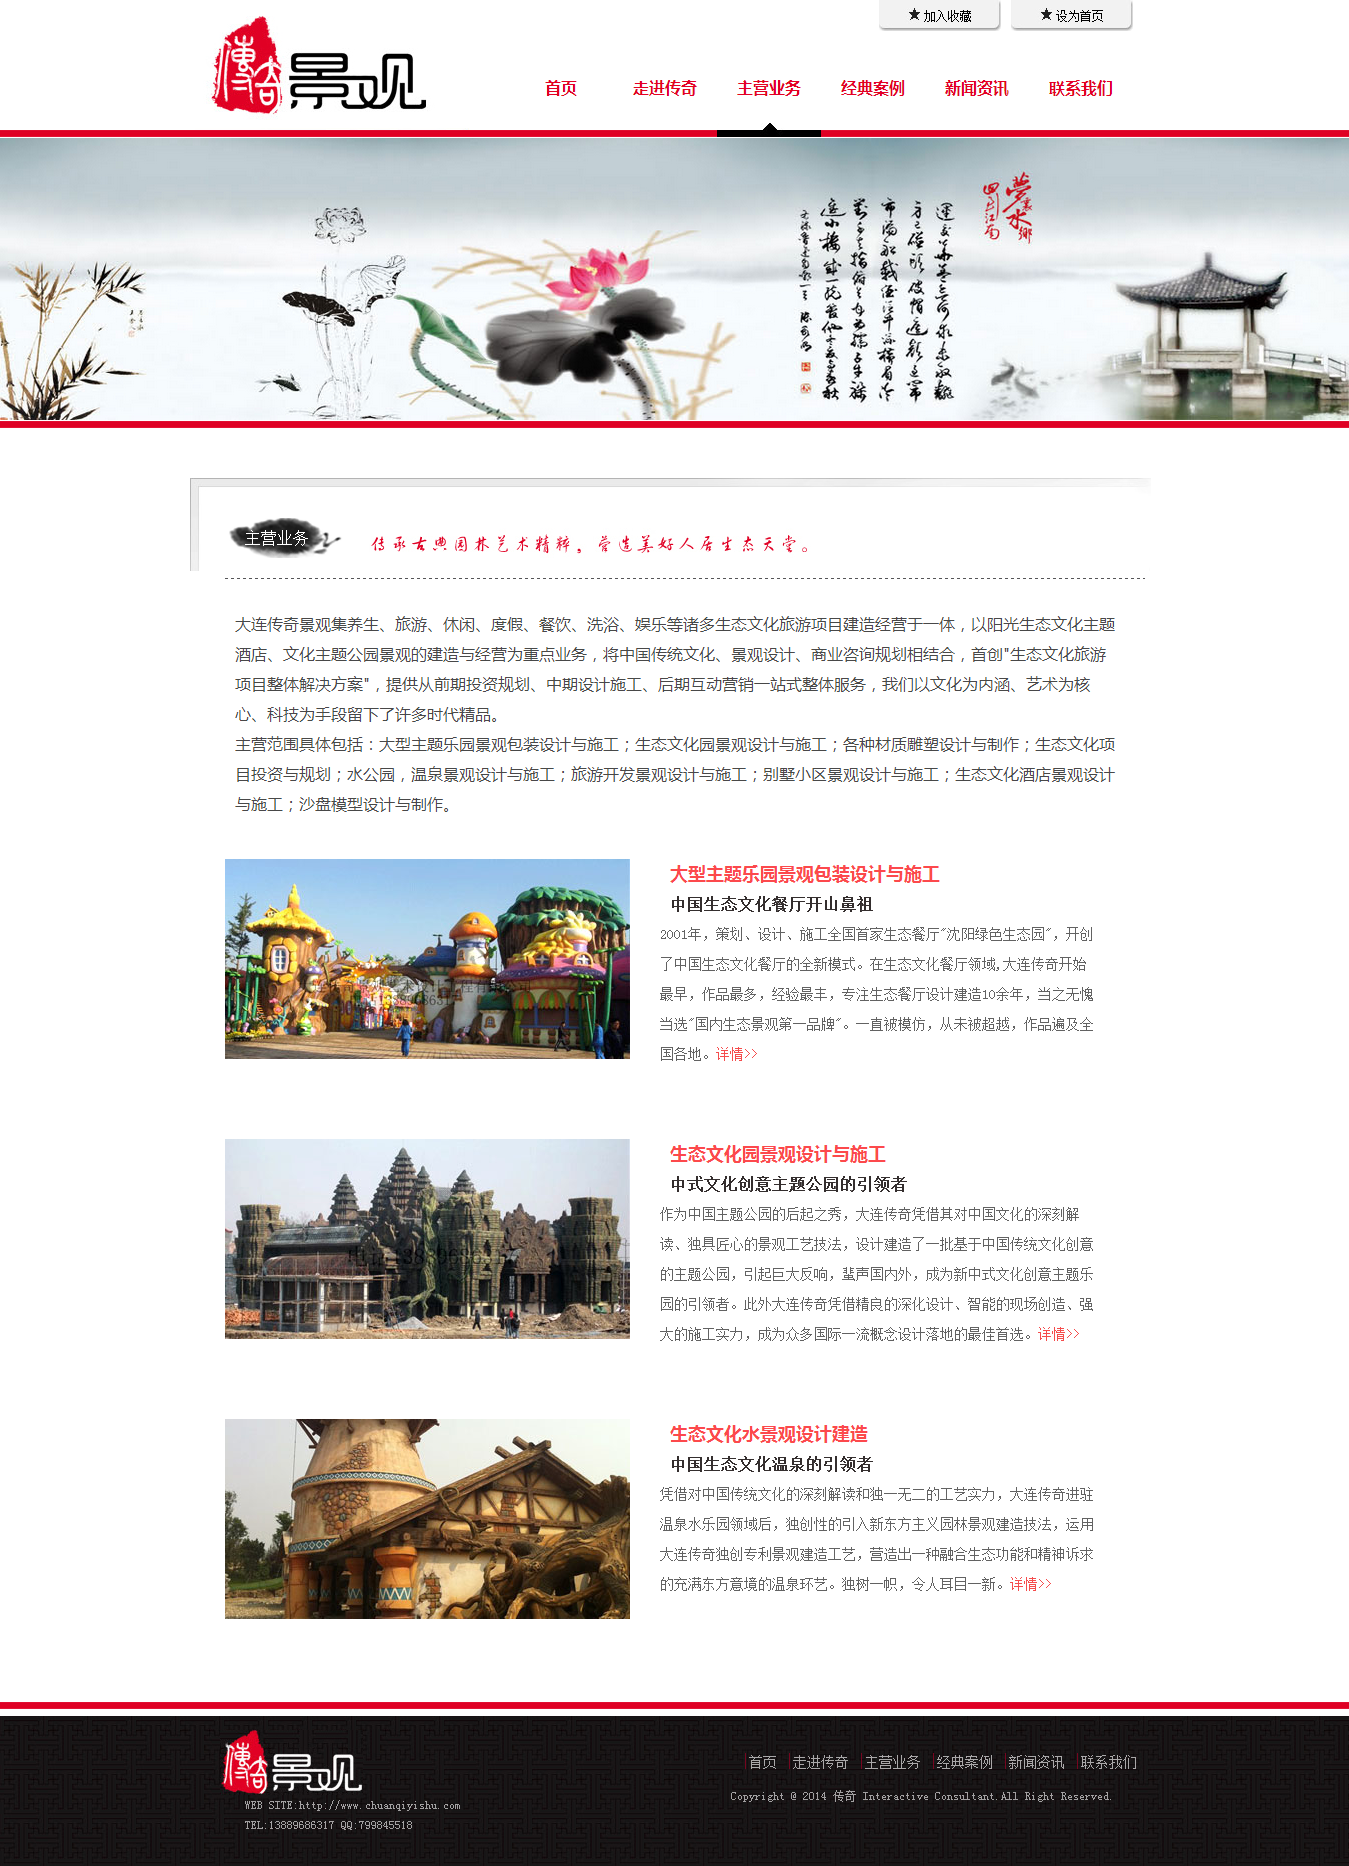 ★ 加入收藏
★ 设为首页
傳奇景观
首页
走进传奇
主营业务
经典案例
新闻资讯
联系我们
主营业务
传承古典园林艺术精粹，营造美好人居生态天堂。
大连传奇景观集养生、旅游、休闲、度假、餐饮、洗浴、娱乐等诸多生态文化旅游项目建造经营于一体，以阳光生态文化主题
酒店、文化主题公园景观的建造与经营为重点业务，将中国传统文化、景观设计、商业咨询规划相结合，首创"生态文化旅游
项目整体解决方案"，提供从前期投资规划、中期设计施工、后期互动营销一站式整体服务，我们以文化为内涵、艺术为核
心、科技为手段留下了许多时代精品。
主营范围具体包括：大型主题乐园景观包装设计与施工；生态文化园景观设计与施工；各种材质雕塑设计与制作；生态文化项
目投资与规划；水公园，温泉景观设计与施工；旅游开发景观设计与施工；别墅小区景观设计与施工；生态文化酒店景观设计
与施工；沙盘模型设计与制作。
大型主题乐园景观包装设计与施工
中国生态文化餐厅开山鼻祖
2001年，策划、设计、施工全国首家生态餐厅"沈阳绿色生态园"，开创
了中国生态文化餐厅的全新模式。在生态文化餐厅领域,大连传奇开始
最早，作品最多，经验最丰，专注生态餐厅设计建造10余年，当之无愧
当选"国内生态景观第一品牌"。一直被模仿，从未被超越，作品遍及全
国各地。详情>>
生态文化园景观设计与施工
中式文化创意主题公园的引领者
作为中国主题公园的后起之秀，大连传奇凭借其对中国文化的深刻解
读、独具匠心的景观工艺技法，设计建造了一批基于中国传统文化创意
的主题公园，引起巨大反响，蜚声国内外，成为新中式文化创意主题乐
园的引领者。此外大连传奇凭借精良的深化设计、智能的现场创造、强
大的施工实力，成为众多国际一流概念设计落地的最佳首选。详情>>
生态文化水景观设计建造
中国生态文化温泉的引领者
凭借对中国传统文化的深刻解读和独一无二的工艺实力，大连传奇进驻
温泉水乐园领域后，独创性的引入新东方主义园林景观建造技法，运用
大连传奇独创专利景观建造工艺，营造出一种融合生态功能和精神诉求
的充满东方意境的温泉环艺。独树一帜，令人耳目一新。详情>>
傳奇景观
WEB SITE:http://www.chuanqiyishu.com
TEL:13889686317 QQ:799845518
首页 走进传奇 主营业务 经典案例 新闻资讯 联系我们
Copyright @ 2014 传奇 Interactive Consultant.All Right Reserved.